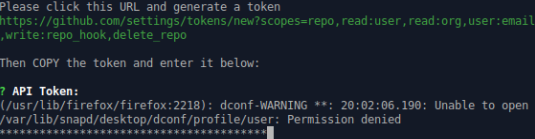 Please click this URL and generate a token
https://github.com/settings/tokens/new?scopes=repo,read:user,read:org,user:email
,write:repo_hook,delete_repo
Then COPY the token and enter it below:
? API Token:
(/usr/lib/firefox/firefox:2218): dconf-WARNING **: 20:02:06.190: Unable to open
/var/lib/snapd/desktop/dconf/profile/user: Permission denied
****************************************